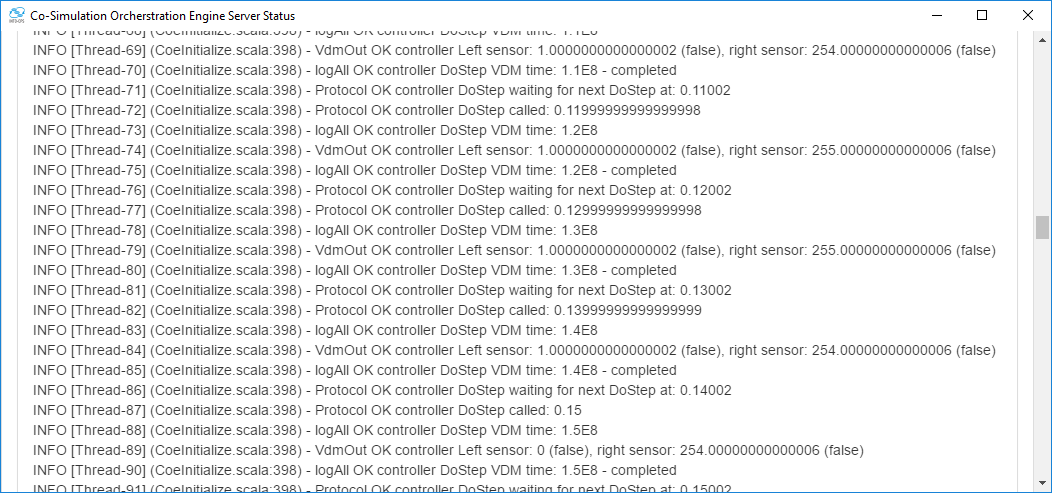 Co-Simulation Orcherstration Engine Server Status
INFO [Thread-68] (CoeInitialize.scala:398) - logAll OK controller DoStep VDM time: 1.1E8
INFO [Thread-69] (CoeInitialize.scala:398) - VdmOut OK controller Left sensor: 1.0000000000000002 (false), right sensor: 254.00000000000006 (false)
INFO [Thread-70] (CoeInitialize.scala:398) - logAll OK controller DoStep VDM time: 1.1E8 - completed
INFO [Thread-71] (CoeInitialize.scala:398) - Protocol OK controller DoStep waiting for next DoStep at: 0.11002
INFO [Thread-72] (CoeInitialize.scala:398) - Protocol OK controller DoStep called: 0.11999999999999998
INFO [Thread-73] (CoeInitialize.scala:398) - logAll OK controller DoStep VDM time: 1.2E8
INFO [Thread-74] (CoeInitialize.scala:398) - VdmOut OK controller Left sensor: 1.0000000000000002 (false), right sensor: 255.00000000000006 (false)
INFO [Thread-75] (CoeInitialize.scala:398) - logAll OK controller DoStep VDM time: 1.2E8 - completed
INFO [Thread-76] (CoeInitialize.scala:398) - Protocol OK controller DoStep waiting for next DoStep at: 0.12002
INFO [Thread-77] (CoeInitialize.scala:398) - Protocol OK controller DoStep called: 0.12999999999999998
INFO [Thread-78] (CoeInitialize.scala:398) - logAll OK controller DoStep VDM time: 1.3E8
INFO [Thread-79] (CoeInitialize.scala:398) - VdmOut OK controller Left sensor: 1.0000000000000002 (false), right sensor: 255.00000000000006 (false)
INFO [Thread-80] (CoeInitialize.scala:398) - logAll OK controller DoStep VDM time: 1.3E8 - completed
INFO [Thread-81] (CoeInitialize.scala:398) - Protocol OK controller DoStep waiting for next DoStep at: 0.13002
INFO [Thread-82] (CoeInitialize.scala:398) - Protocol OK controller DoStep called: 0.13999999999999999
INFO [Thread-83] (CoeInitialize.scala:398) - logAll OK controller DoStep VDM time: 1.4E8
INFO [Thread-84] (CoeInitialize.scala:398) - VdmOut OK controller Left sensor: 1.0000000000000002 (false), right sensor: 254.00000000000006 (false)
INFO [Thread-85] (CoeInitialize.scala:398) - logAll OK controller DoStep VDM time: 1.4E8 - completed
INFO [Thread-86] (CoeInitialize.scala:398) - Protocol OK controller DoStep waiting for next DoStep at: 0.14002
INFO [Thread-87] (CoeInitialize.scala:398) - Protocol OK controller DoStep called: 0.15
INFO [Thread-88] (CoeInitialize.scala:398) - logAll OK controller DoStep VDM time: 1.5E8
INFO [Thread-89] (CoeInitialize.scala:398) - VdmOut OK controller Left sensor: 0 (false), right sensor: 254.00000000000006 (false)
INFO [Thread-90] (CoeInitialize.scala:398) - logAll OK controller DoStep VDM time: 1.5E8 - completed
INFO [Thread-91] (CoeInitialize.scala:398) - Protocol OK controller DoStep waiting for next DoStep at: 0.15002